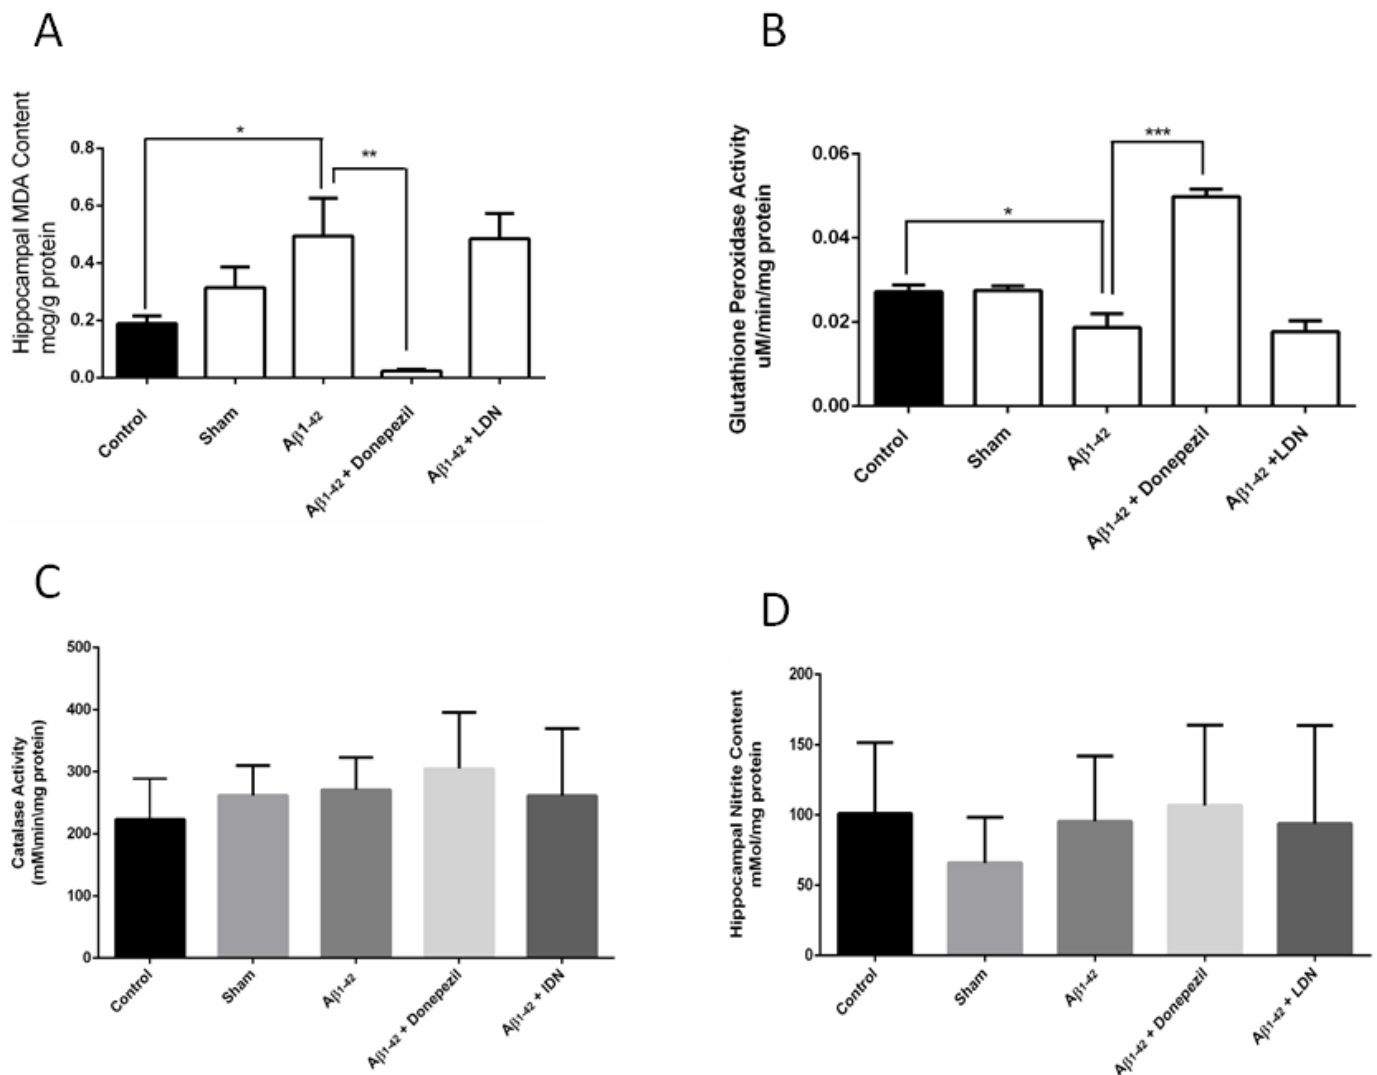 A
Hippocampal MDA Content
mcg/g protein
0.8
0.6
0.4
0.2
0.0
*
**
Control
Sham
Aβ1-42
Aβ1-42 + Donepezil
Aβ1-42 + LDN
B
Glutathione Peroxidase Activity
uM/min/mg protein
0.06
0.04
0.02
0.00
*
***
Control
Sham
Aβ1-42
Aβ1-42 + Donepezil
Aβ1-42 +LDN
C
Catalase Activity
(mM\min\mg protein)
500
400
300
200
100
0
Control
Sham
Aβ1-42
Aβ1-42 + Donepezil
Aβ1-42 + IDN
D
Hippocampal Nitrite Content
mMol/mg protein
200
150
100
50
0
Control
Sham
Aβ1-42
Aβ1-42 + Donepezil
Aβ1-42 + LDN